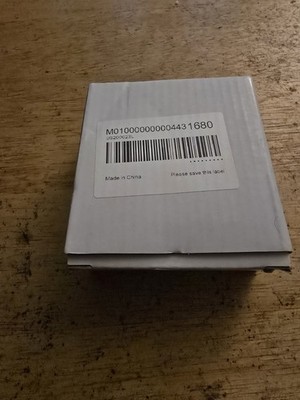 M010000000004431680
Made in China
Please save this label